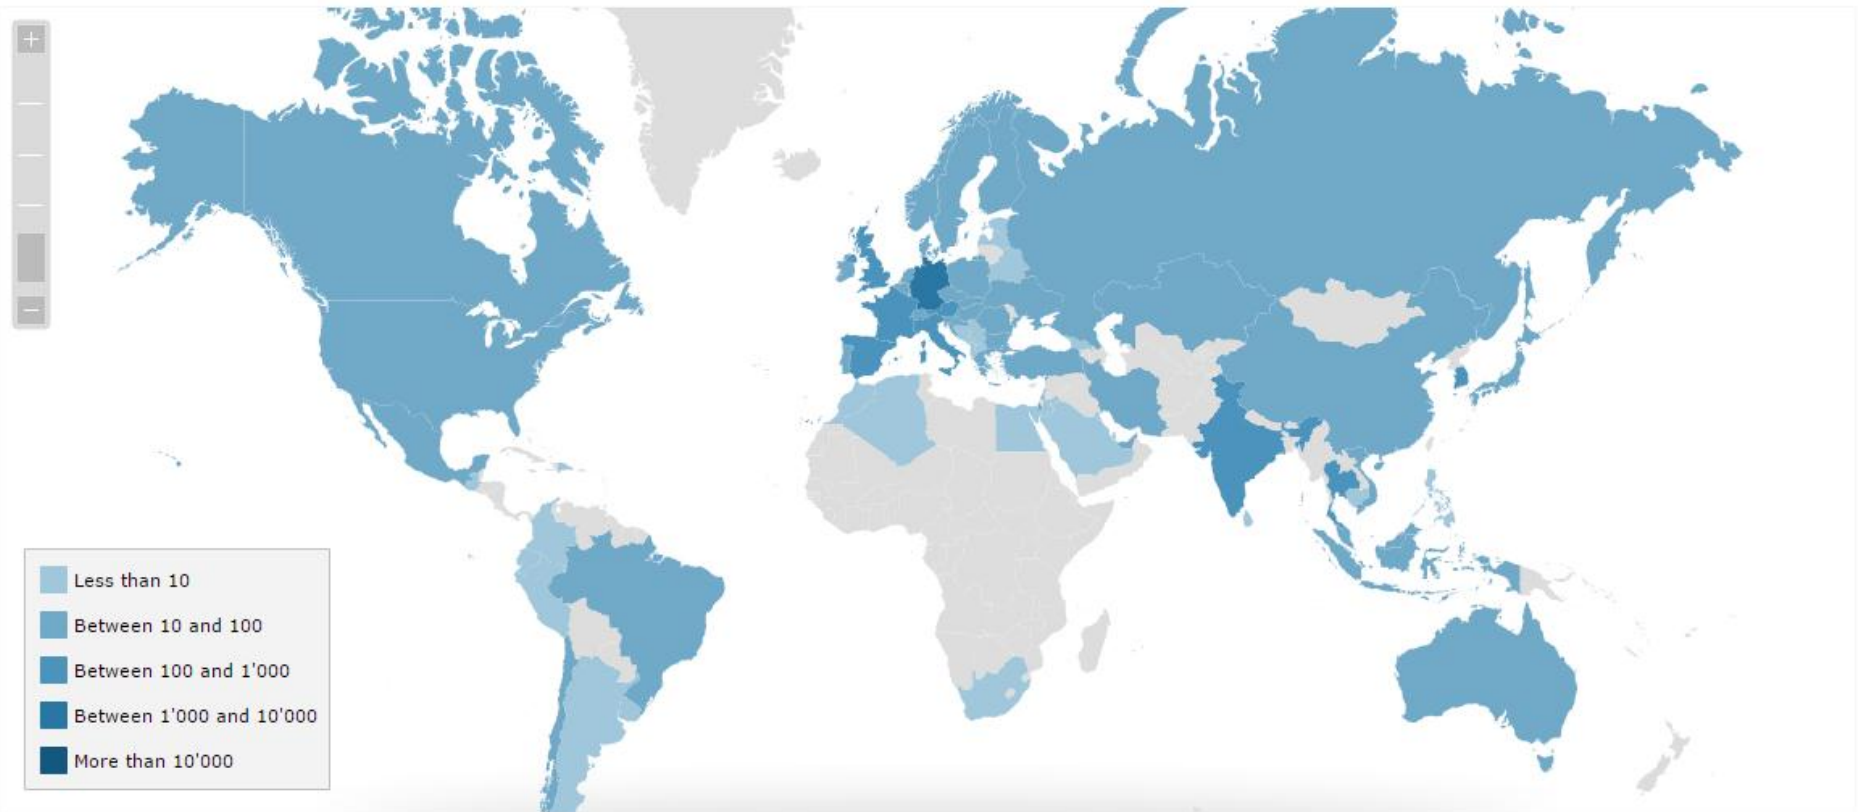 +
−
Less than 10
Between 10 and 100
Between 100 and 1'000
Between 1'000 and 10'000
More than 10'000